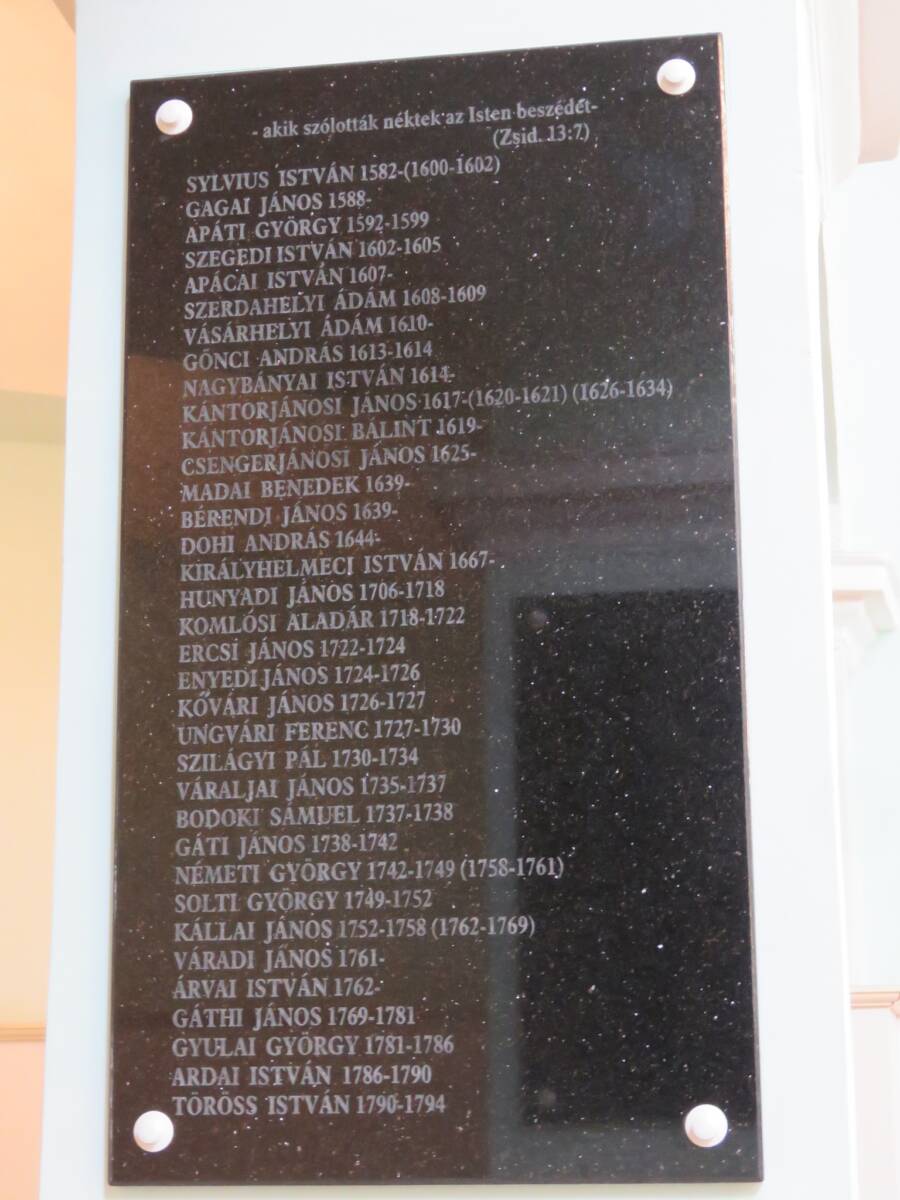 - akik szólották néktek az Isten beszédét-
(Zsid. 13:7)
SYLVIUS ISTVÁN 1582-(1600-1602)
GAGAI JÁNOS 1588-
APÁTI GYÖRGY 1592-1599
SZEGEDI ISTVÁN 1602-1605
APÁCAI ISTVÁN 1607-
SZERDAHELYI ÁDÁM 1608-1609
VÁSÁRHELYI ÁDÁM 1610-
GÖNCI ANDRÁS 1613-1614
NAGYBÁNYAI ISTVÁN 1614-
KÁNTORJÁNOSI JÁNOS 1617-(1620-1621) (1626-1634)
KÁNTORJÁNOSI BÁLINT 1619-
CSENGERJÁNOSI JÁNOS 1625-
MADAI BENEDEK 1639-
BÉRENDI JÁNOS 1639-
DOHI ANDRÁS 1644-
KIRÁLYHELMECI ISTVÁN 1667-
HUNYADI JÁNOS 1706-1718
KOMLÓSI ALADÁR 1718-1722
ERCSI JÁNOS 1722-1724
ENYEDI JÁNOS 1724-1726
KŐVÁRI JÁNOS 1726-1727
UNGVÁRI FERENC 1727-1730
SZILÁGYI PÁL 1730-1734
VÁRALJAI JÁNOS 1735-1737
BODOKI SÁMUEL 1737-1738
GÁTI JÁNOS 1738-1742
NÉMETI GYÖRGY 1742-1749 (1758-1761)
SOLTI GYÖRGY 1749-1752
KÁLLAI JÁNOS 1752-1758 (1762-1769)
VÁRADI JÁNOS 1761-
ÁRVAI ISTVÁN 1762-
GÁTHI JÁNOS 1769-1781
GYULAI GYÖRGY 1781-1786
ARDAI ISTVÁN 1786-1790
TÖRÖSS ISTVÁN 1790-1794